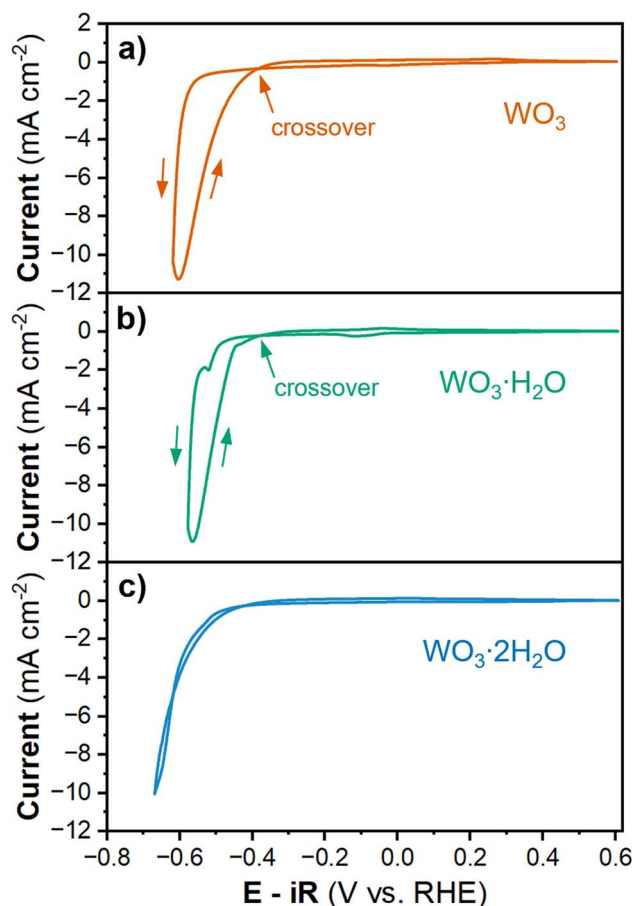 a)
Current (mA cm⁻²)
2
0
−2
−4
−6
−8
−10
−12
crossover
WO₃
b)
Current (mA cm⁻²)
0
−2
−4
−6
−8
−10
−12
crossover
WO₃·H₂O
c)
Current (mA cm⁻²)
0
−2
−4
−6
−8
−10
−12
WO₃·2H₂O
−0.8 −0.6 −0.4 −0.2 0.0 0.2 0.4 0.6
E - iR (V vs. RHE)